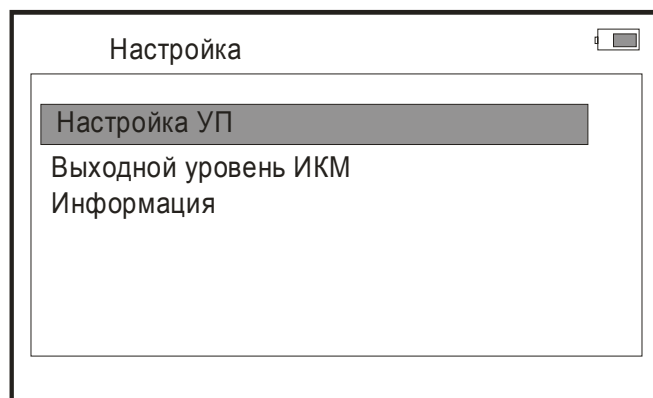 Настройка
Настройка УП
Выходной уровень ИКМ
Информация